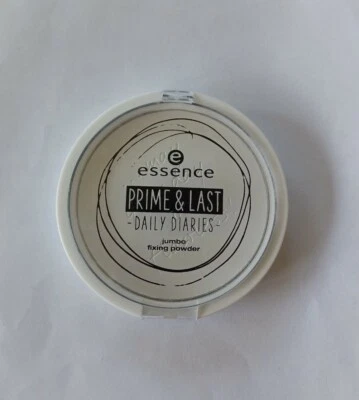 e
essence
PRIME & LAST
-DAILY DIARIES-
jumbo
fixing powder